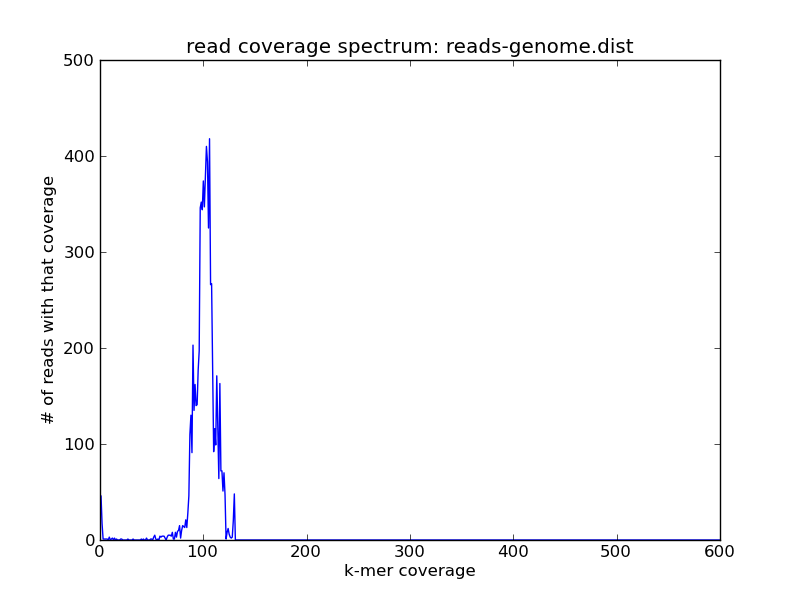 read coverage spectrum: reads-genome.dist
500
400
300
200
100
0
# of reads with that coverage
0 100 200 300 400 500 600
k-mer coverage